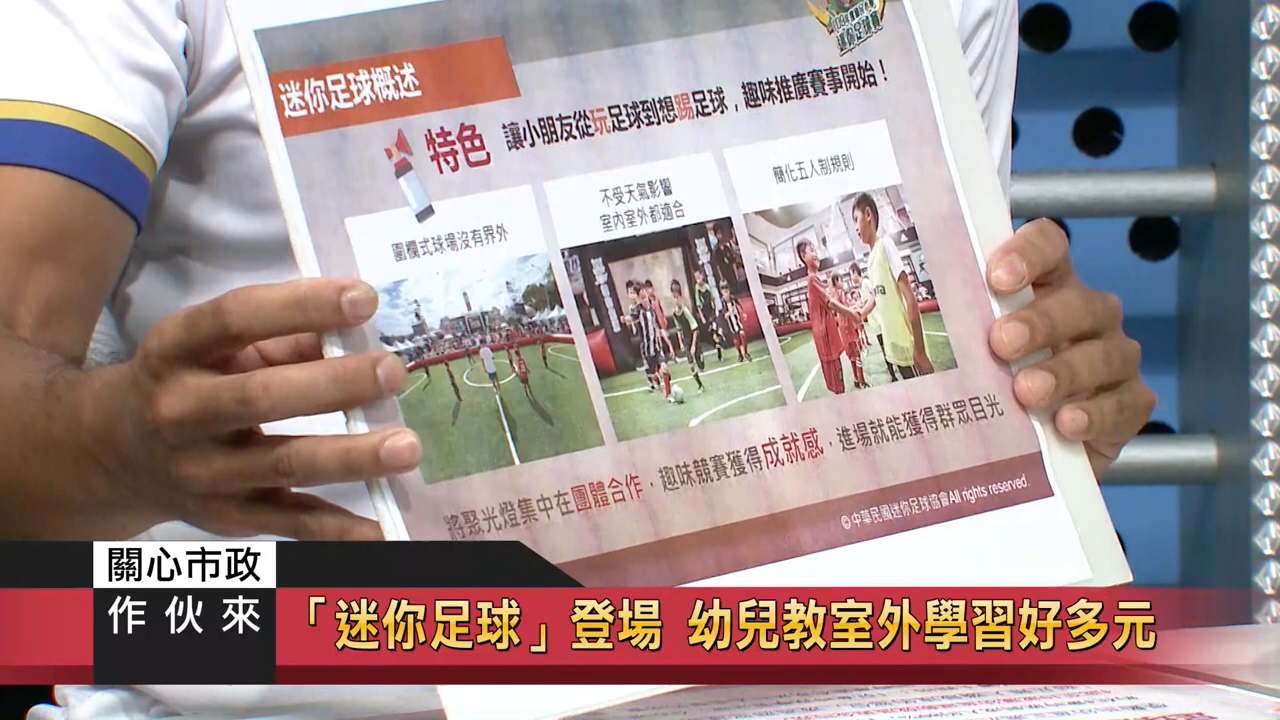 迷你足球概述
特色 讓小朋友從玩足球到想踢足球，趣味推廣賽事開始！
圍欄式球場沒有界外
不受天氣影響
室內室外都適合
簡化五人制規則
將聚光燈集中在團體合作，趣味競賽獲得成就感，進場就能獲得群眾目光
©中華民國迷你足球協會All rights reserved.
關心市政
作伙來
「迷你足球」登場 幼兒教室外學習好多元